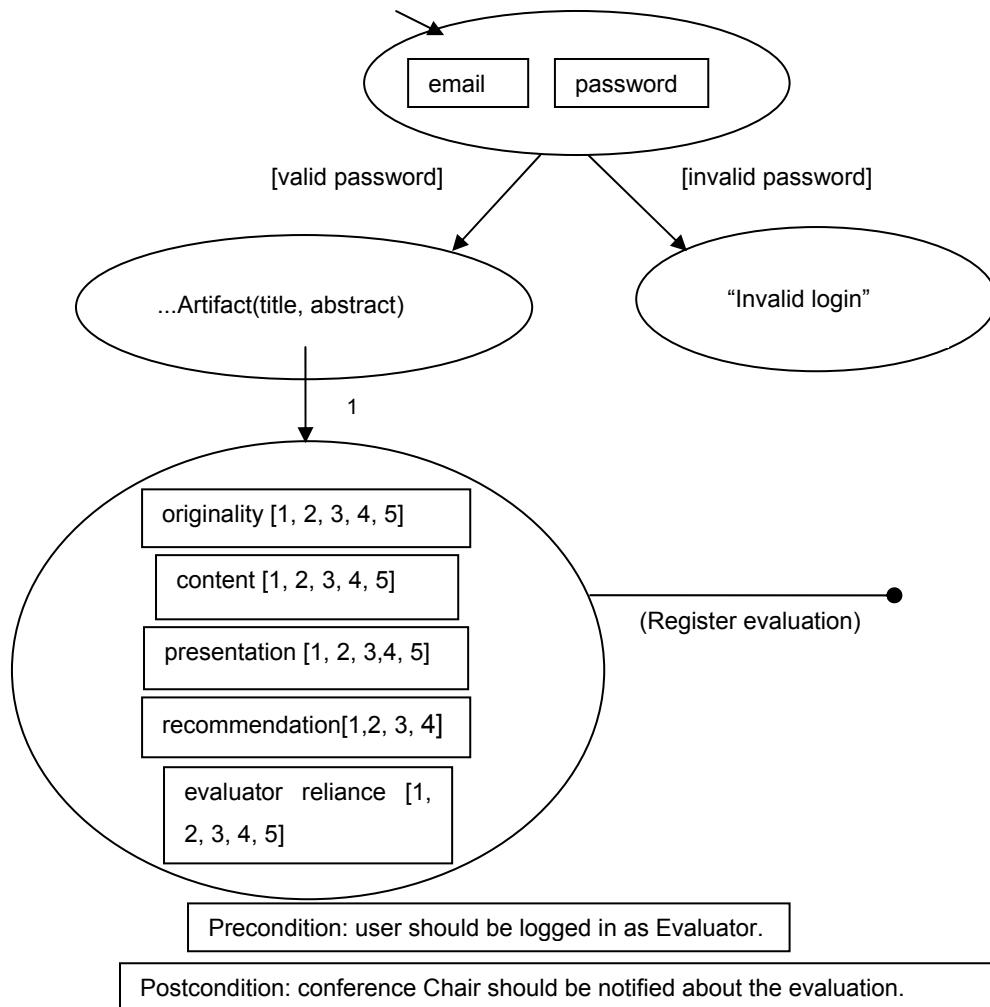 email
password
[valid password]
[invalid password]
...Artifact(title, abstract)
“Invalid login”
1
originality [1, 2, 3, 4, 5]
content [1, 2, 3, 4, 5]
presentation [1, 2, 3,4, 5]
recommendation[1,2, 3, 4]
evaluator reliance [1,
2, 3, 4, 5]
(Register evaluation)
Precondition: user should be logged in as Evaluator.
Postcondition: conference Chair should be notified about the evaluation.